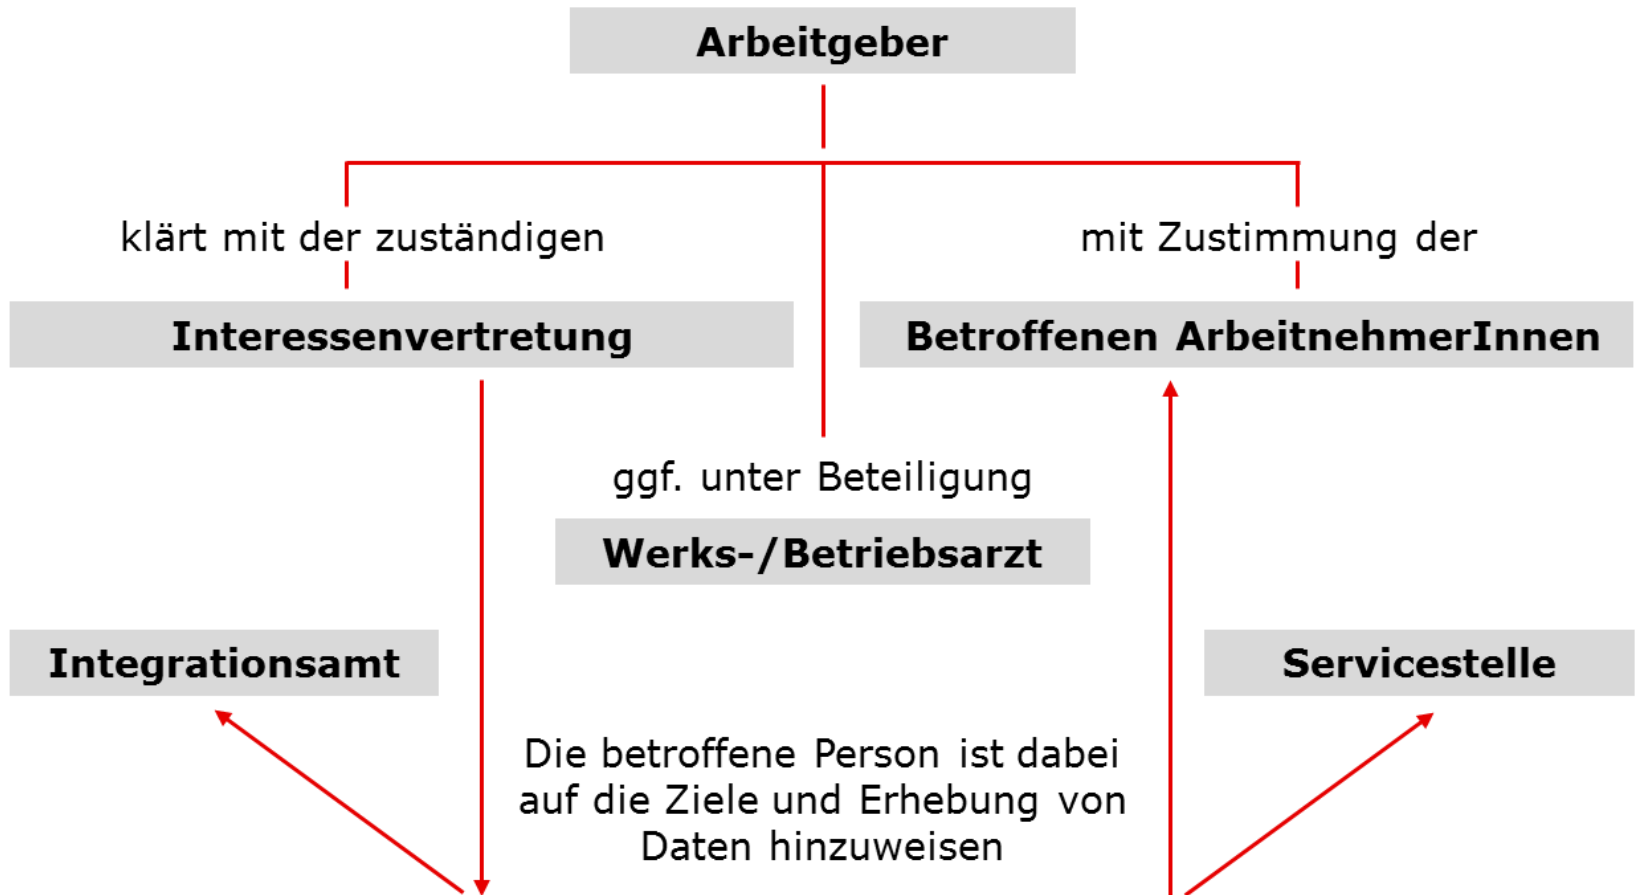 Arbeitgeber
klärt mit der zuständigen
mit Zustimmung der
Interessenvertretung
Betroffenen ArbeitnehmerInnen
ggf. unter Beteiligung
Werks-/Betriebsarzt
Integrationsamt
Servicestelle
Die betroffene Person ist dabei
auf die Ziele und Erhebung von
Daten hinzuweisen